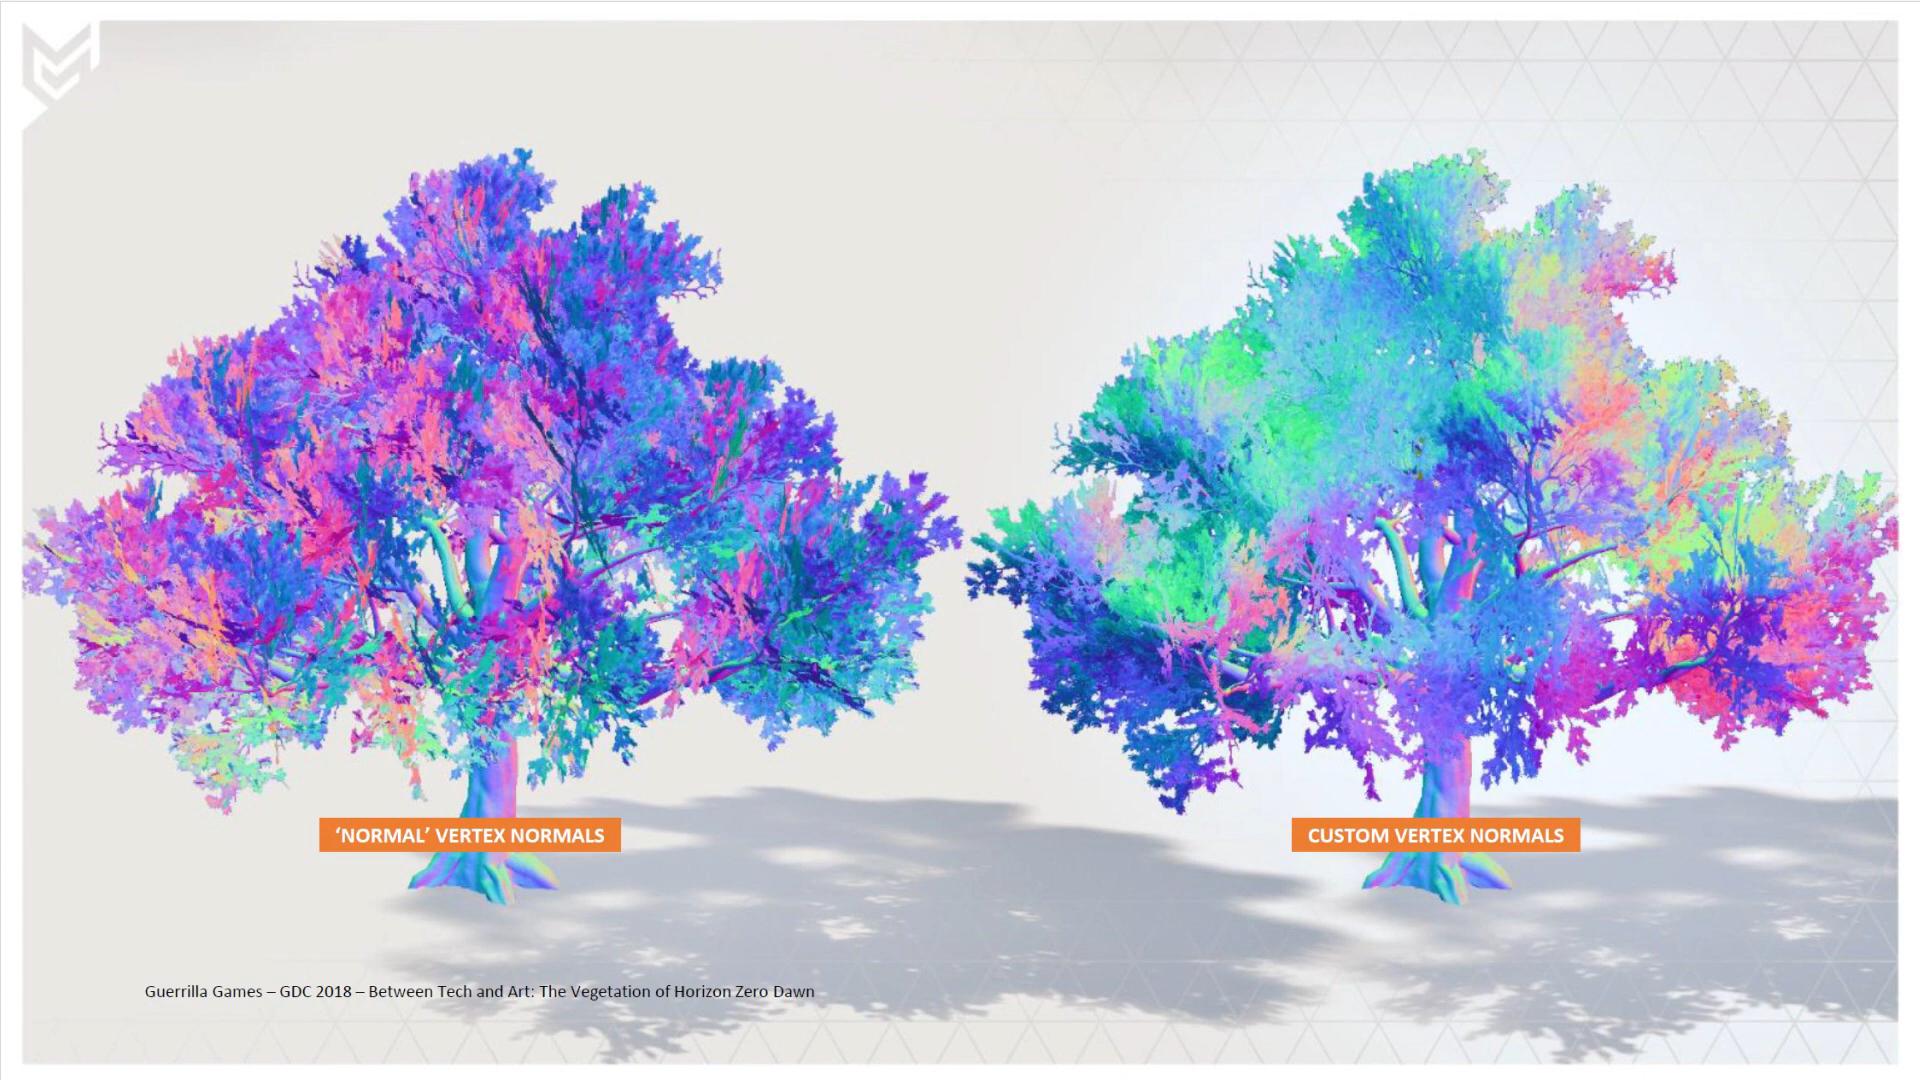 ‘NORMAL’ VERTEX NORMALS
CUSTOM VERTEX NORMALS
Guerrilla Games – GDC 2018 – Between Tech and Art: The Vegetation of Horizon Zero Dawn